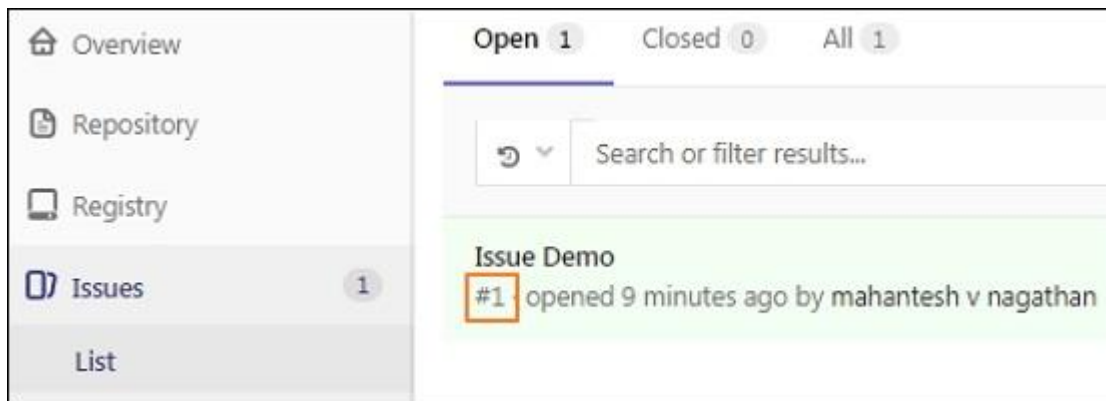 Overview
Repository
Registry
Issues 1
List
Open 1 Closed 0 All 1
Search or filter results...
Issue Demo
#1 · opened 9 minutes ago by mahantesh v nagathan